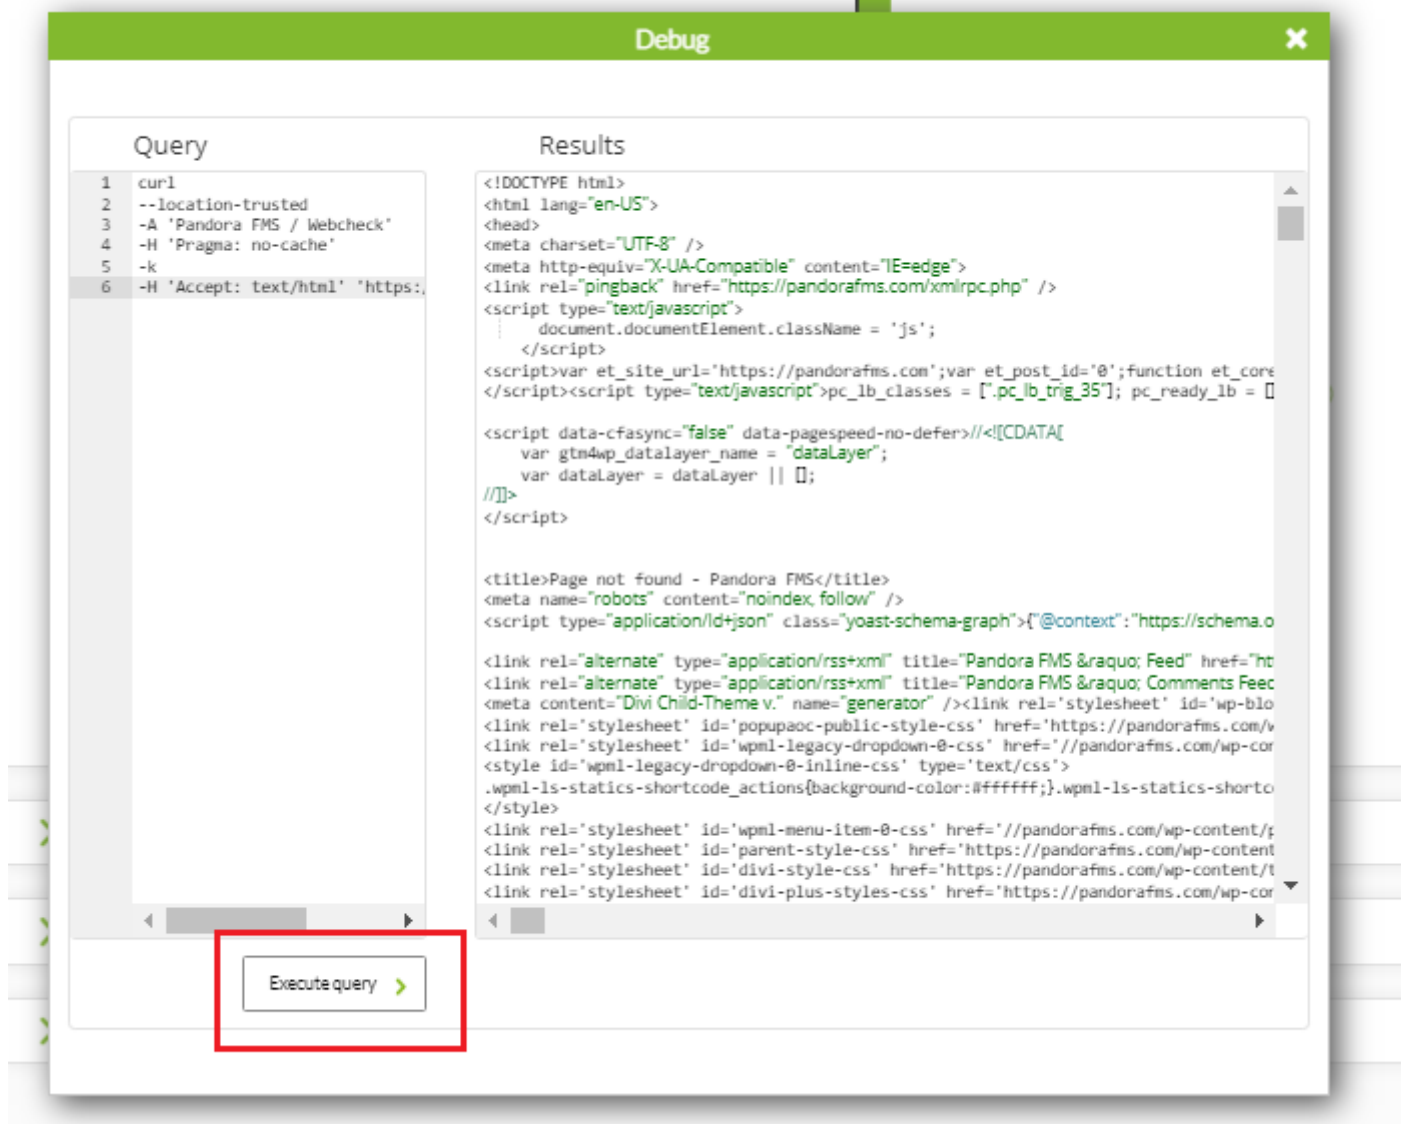 Debug
Query
Results
1 curl
2 --location-trusted
3 -A 'Pandora FMS / Webcheck'
4 -H 'Pragma: no-cache'
5 -k
6 -H 'Accept: text/html' 'https:/
<!DOCTYPE html>
<html lang="en-US">
<head>
<meta charset="UTF-8" />
<meta http-equiv="X-UA-Compatible" content="IE=edge">
<link rel="pingback" href="https://pandorafms.com/xmlrpc.php" />
<script type="text/javascript">
document.documentElement.className = 'js';
</script>
<script>var et_site_url='https://pandorafms.com';var et_post_id='0';function et_core
</script><script type="text/javascript">pc_lb_classes = [".pc_lb_trig_35"]; pc_ready_lb = []
<script data-cfasync="false" data-pagespeed-no-defer>//<![CDATA[
var gtm4wp_datalayer_name = "dataLayer";
var dataLayer = dataLayer || [];
//]]>
</script>
<title>Page not found - Pandora FMS</title>
<meta name="robots" content="noindex, follow" />
<script type="application/ld+json" class="yoast-schema-graph">{"@context":"https://schema.o
<link rel="alternate" type="application/rss+xml" title="Pandora FMS &raquo; Feed" href="ht
<link rel="alternate" type="application/rss+xml" title="Pandora FMS &raquo; Comments Feed
<meta content="Divi Child-Theme v." name="generator" /><link rel='stylesheet' id='wp-blo
<link rel='stylesheet' id='popupaoc-public-style-css' href='https://pandorafms.com/w
<link rel='stylesheet' id='wpml-legacy-dropdown-0-css' href='//pandorafms.com/wp-con
<style id='wpml-legacy-dropdown-0-inline-css' type='text/css'>
.wpml-ls-statics-shortcode_actions{background-color:#ffffff;}.wpml-ls-statics-shortc
</style>
<link rel='stylesheet' id='wpml-menu-item-0-css' href='//pandorafms.com/wp-content/p
<link rel='stylesheet' id='parent-style-css' href='https://pandorafms.com/wp-content
<link rel='stylesheet' id='divi-style-css' href='https://pandorafms.com/wp-content/t
<link rel='stylesheet' id='divi-plus-styles-css' href='https://pandorafms.com/wp-con
Execute query